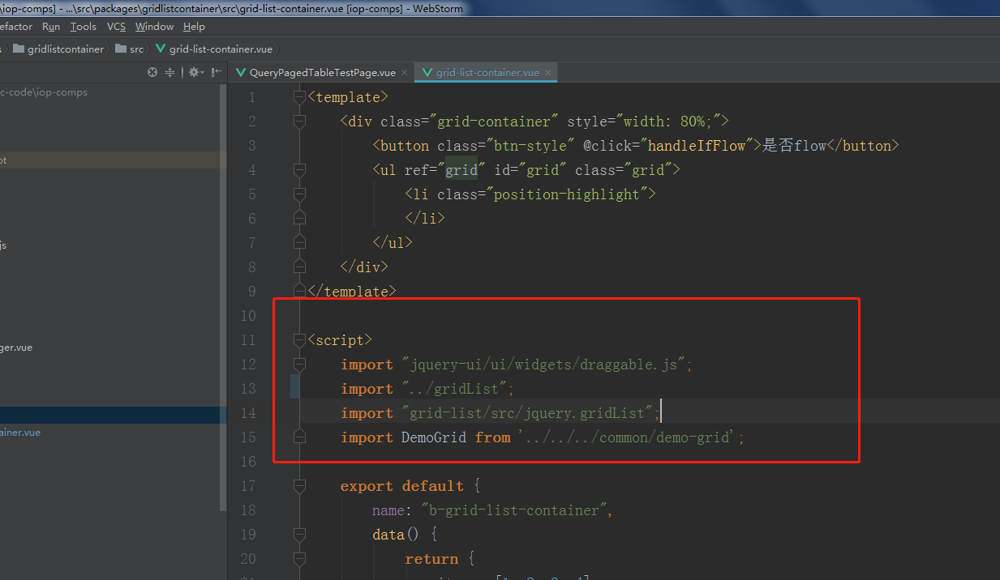 \iop-comps] - ...\src\packages\gridlistcontainer\src\grid-list-container.vue [iop-comps] - WebStorm
efactor Run Tools VCS Window Help
s gridlistcontainer src grid-list-container.vue
QueryPagedTableTestPage.vue × grid-list-container.vue ×
c-code\iop-comps
ot
js
ger.vue
ainer.vue
1 <template>
2 <div class="grid-container" style="width: 80%;">
3 <button class="btn-style" @click="handleIfFlow">是否flow</button>
4 <ul ref="grid" id="grid" class="grid">
5 <li class="position-highlight">
6 </li>
7 </ul>
8 </div>
9 </template>
10
11 <script>
12 import "jquery-ui/ui/widgets/draggable.js";
13 import "../gridList";
14 import "grid-list/src/jquery.gridList";
15 import DemoGrid from '../../../common/demo-grid';
16
17 export default {
18 name: "b-grid-list-container",
19 data() {
20 return {